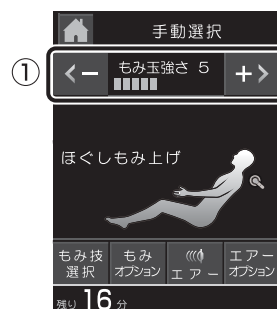 手動選択
①
<− もみ玉強さ 5 +>
ほぐしもみ上げ
もみ技選択 もみオプション エアー エアーオプション
残り 16 分